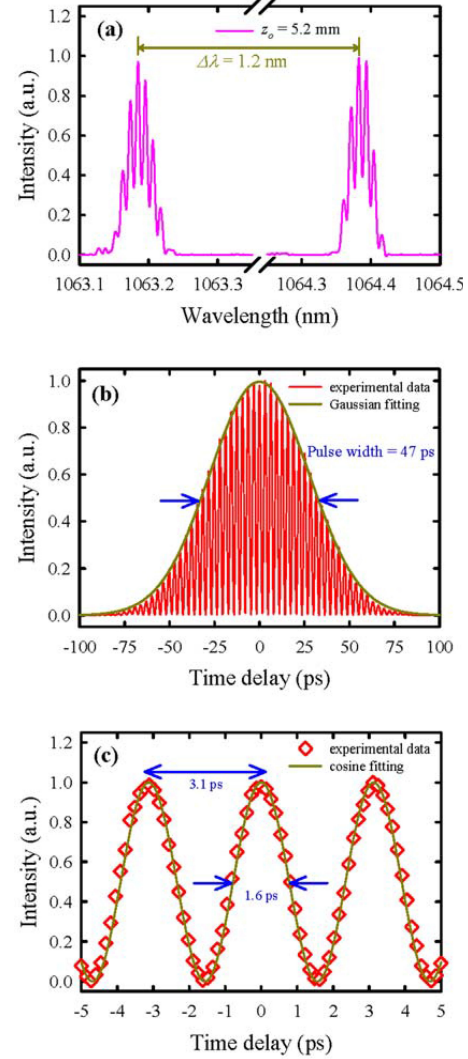 (a)
z₀ = 5.2 mm
Δλ = 1.2 nm
Intensity (a.u.)
1.0
0.8
0.6
0.4
0.2
0.0
1063.1 1063.2 1063.3 1064.3 1064.4 1064.5
Wavelength (nm)
(b)
experimental data
Gaussian fitting
Pulse width = 47 ps
Intensity (a.u.)
1.0
0.8
0.6
0.4
0.2
0.0
-100 -75 -50 -25 0 25 50 75 100
Time delay (ps)
(c)
experimental data
cosine fitting
3.1 ps
1.6 ps
Intensity (a.u.)
1.0
0.8
0.6
0.4
0.2
0.0
-5 -4 -3 -2 -1 0 1 2 3 4 5
Time delay (ps)